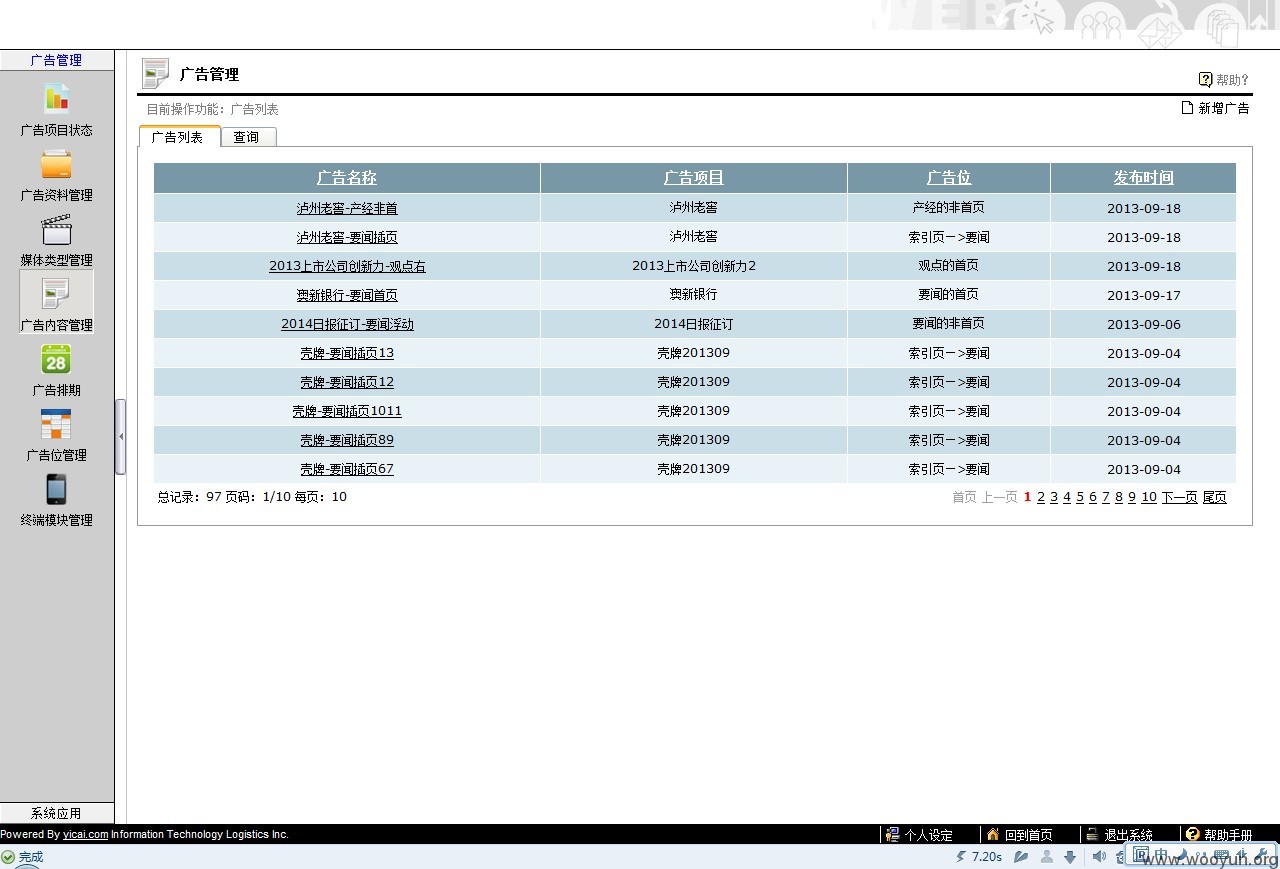 WEB
广告管理
广告项目状态
广告资料管理
媒体类型管理
广告内容管理
28
广告排期
广告位管理
终端模块管理
系统应用
广告管理
帮助?
目前操作功能：广告列表
新增广告
广告列表 查询
广告名称 广告项目 广告位 发布时间
泸州老窖-产经非首 泸州老窖 产经的非首页 2013-09-18
泸州老窖-要闻插页 泸州老窖 索引页－>要闻 2013-09-18
2013上市公司创新力-观点右 2013上市公司创新力2 观点的首页 2013-09-18
澳新银行-要闻首页 澳新银行 要闻的首页 2013-09-17
2014日报征订-要闻浮动 2014日报征订 要闻的非首页 2013-09-06
壳牌-要闻插页13 壳牌201309 索引页－>要闻 2013-09-04
壳牌-要闻插页12 壳牌201309 索引页－>要闻 2013-09-04
壳牌-要闻插页1011 壳牌201309 索引页－>要闻 2013-09-04
壳牌-要闻插页89 壳牌201309 索引页－>要闻 2013-09-04
壳牌-要闻插页67 壳牌201309 索引页－>要闻 2013-09-04
总记录：97 页码：1/10 每页：10
首页 上一页 1 2 3 4 5 6 7 8 9 10 下一页 尾页
Powered By vicai.com Information Technology Logistics Inc.
个人设定 回到首页 退出系统 帮助手册
完成
7.20s
中
www.wooyun.org